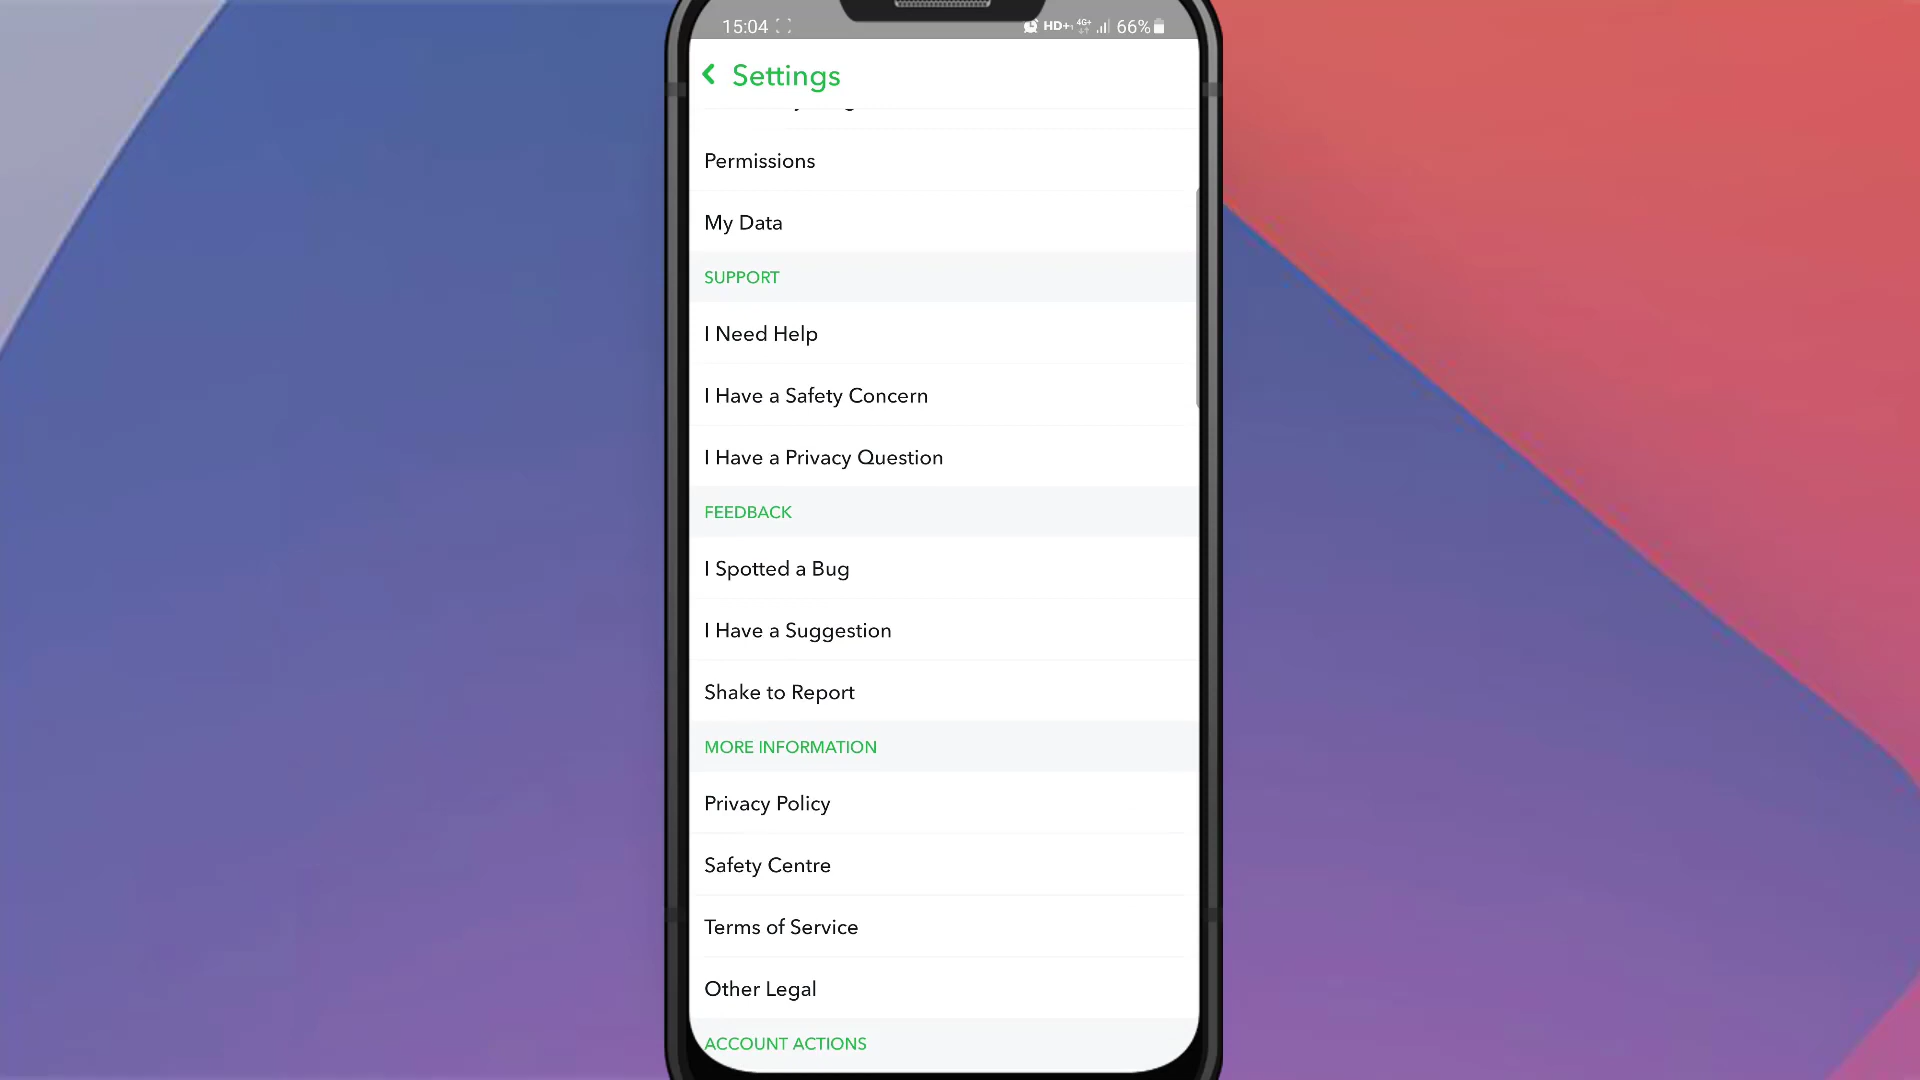 15:04 HD+ 4G+ 66%
Settings
Permissions
My Data
SUPPORT
I Need Help
I Have a Safety Concern
I Have a Privacy Question
FEEDBACK
I Spotted a Bug
I Have a Suggestion
Shake to Report
MORE INFORMATION
Privacy Policy
Safety Centre
Terms of Service
Other Legal
ACCOUNT ACTIONS